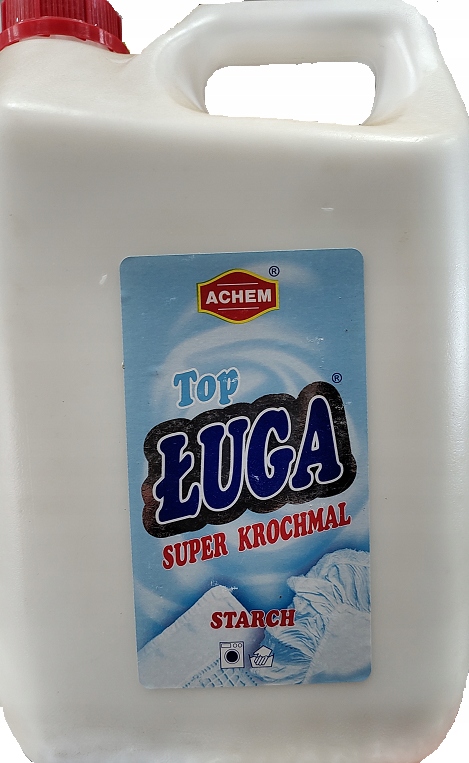 ACHEM®
Top
ŁUGA®
SUPER KROCHMAL
STARCH